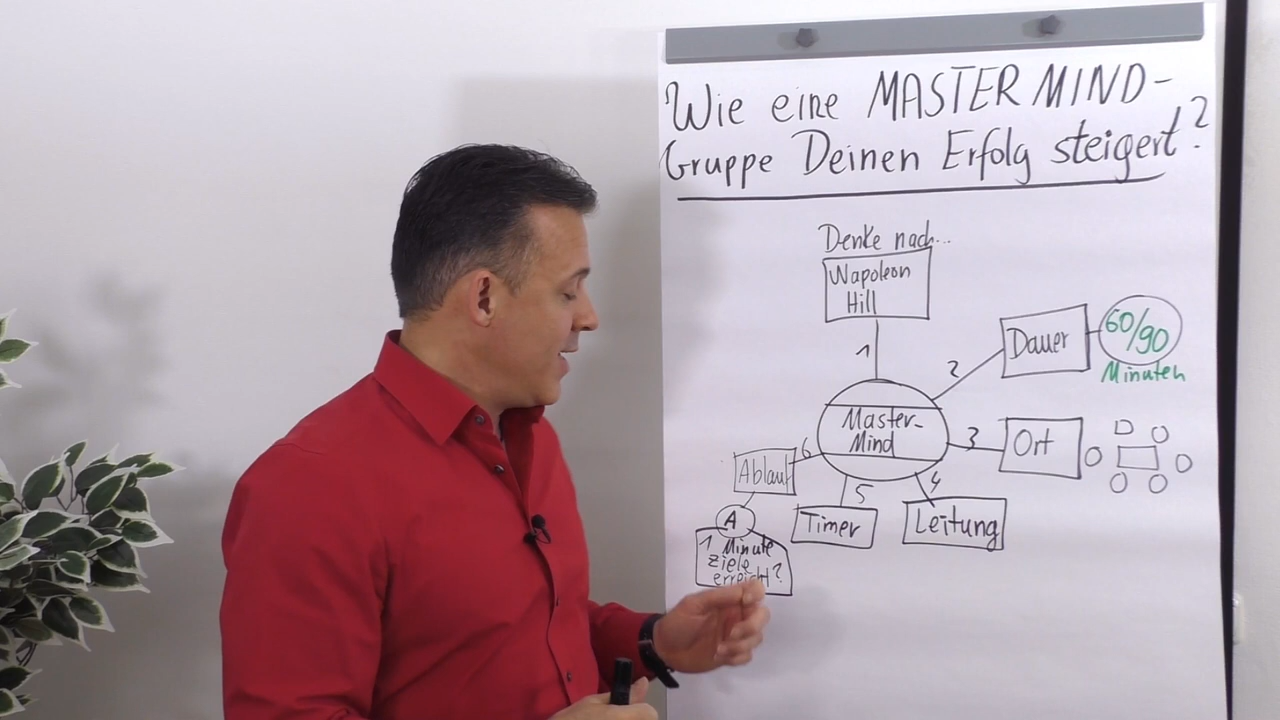 Wie eine MASTERMIND-
Gruppe Deinen Erfolg steigert?
Denke nach...
Napoleon
Hill
1
Master-
Mind
2
Dauer
60/90
Minuten
3
Ort
4
Leitung
5
Timer
6
Ablauf
A
1 Minute
ziele
erreicht?